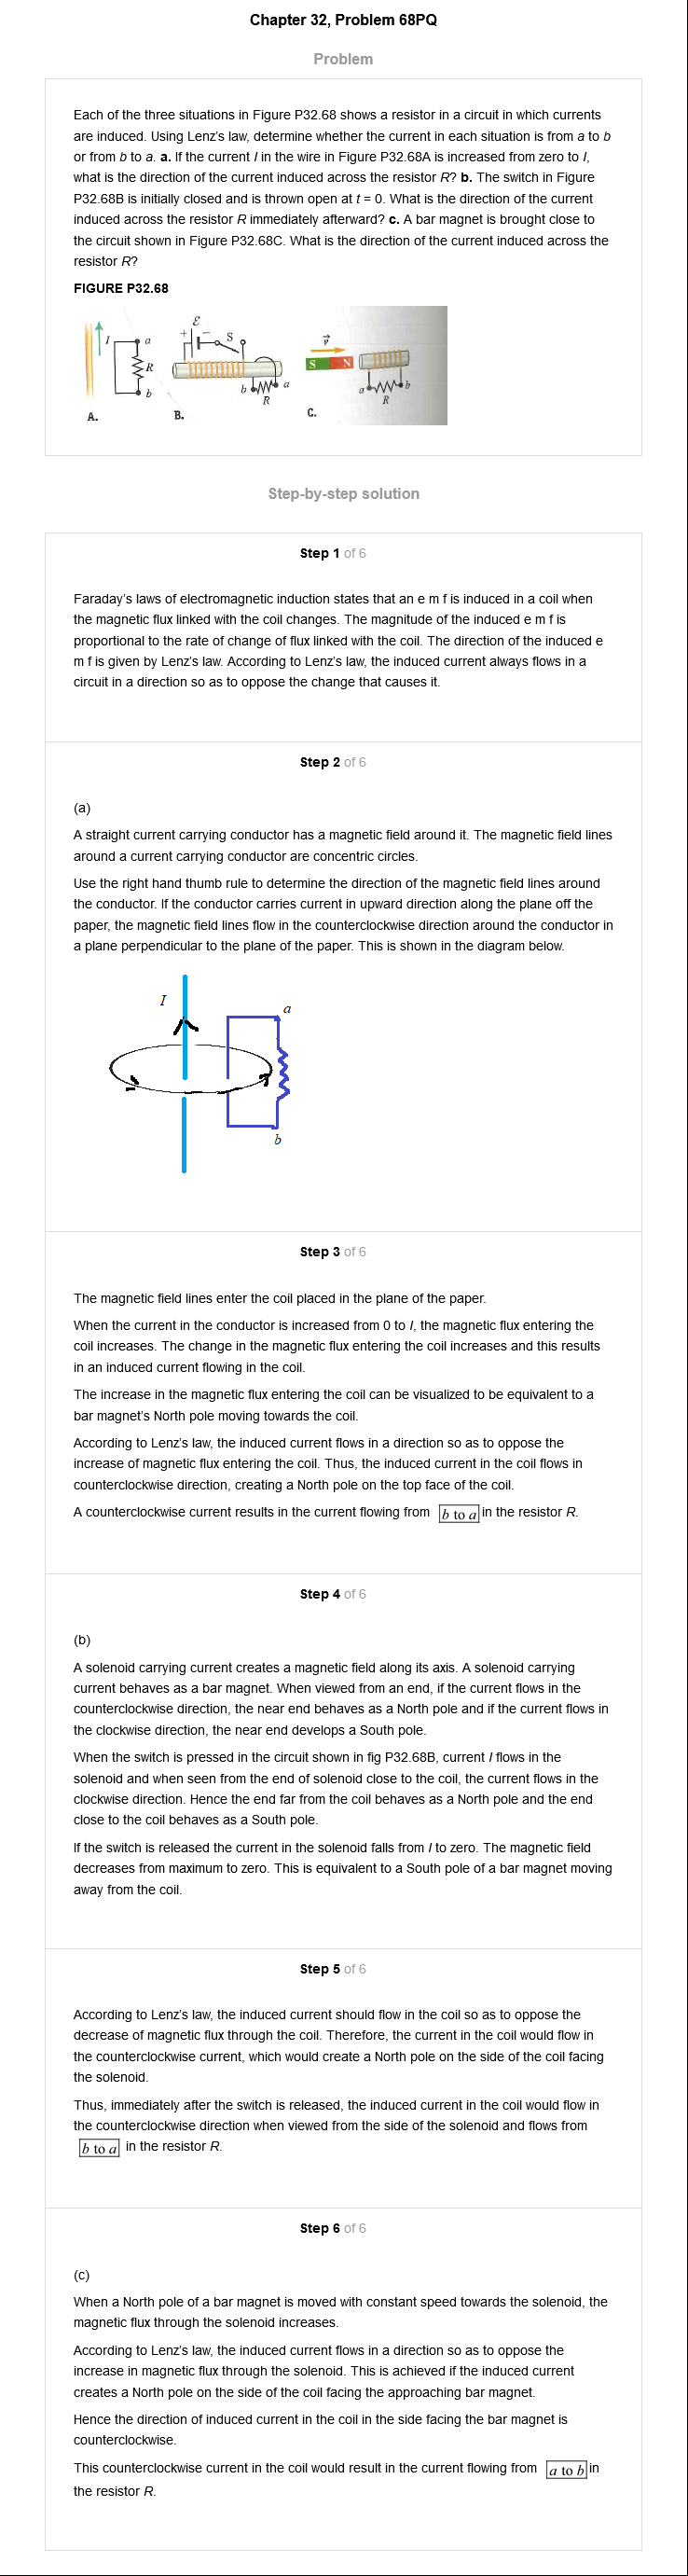 Chapter 32, Problem 68PQ
Problem
Each of the three situations in Figure P32.68 shows a resistor in a circuit in which currents
are induced. Using Lenz's law, determine whether the current in each situation is from a to b
or from b to a. a. If the current I in the wire in Figure P32.68A is increased from zero to I,
what is the direction of the current induced across the resistor R? b. The switch in Figure
P32.68B is initially closed and is thrown open at t = 0. What is the direction of the current
induced across the resistor R immediately afterward? c. A bar magnet is brought close to
the circuit shown in Figure P32.68C. What is the direction of the current induced across the
resistor R?
FIGURE P32.68
I a R b
A.
ℰ + − S b a R
B.
v⃗ S N a b R
C.
Step-by-step solution
Step 1 of 6
Faraday's laws of electromagnetic induction states that an e m f is induced in a coil when
the magnetic flux linked with the coil changes. The magnitude of the induced e m f is
proportional to the rate of change of flux linked with the coil. The direction of the induced e
m f is given by Lenz's law. According to Lenz's law, the induced current always flows in a
circuit in a direction so as to oppose the change that causes it.
Step 2 of 6
(a)
A straight current carrying conductor has a magnetic field around it. The magnetic field lines
around a current carrying conductor are concentric circles.
Use the right hand thumb rule to determine the direction of the magnetic field lines around
the conductor. If the conductor carries current in upward direction along the plane off the
paper, the magnetic field lines flow in the counterclockwise direction around the conductor in
a plane perpendicular to the plane of the paper. This is shown in the diagram below.
I
a
b
Step 3 of 6
The magnetic field lines enter the coil placed in the plane of the paper.
When the current in the conductor is increased from 0 to I, the magnetic flux entering the
coil increases. The change in the magnetic flux entering the coil increases and this results
in an induced current flowing in the coil.
The increase in the magnetic flux entering the coil can be visualized to be equivalent to a
bar magnet's North pole moving towards the coil.
According to Lenz's law, the induced current flows in a direction so as to oppose the
increase of magnetic flux entering the coil. Thus, the induced current in the coil flows in
counterclockwise direction, creating a North pole on the top face of the coil.
A counterclockwise current results in the current flowing from b to a in the resistor R.
Step 4 of 6
(b)
A solenoid carrying current creates a magnetic field along its axis. A solenoid carrying
current behaves as a bar magnet. When viewed from an end, if the current flows in the
counterclockwise direction, the near end behaves as a North pole and if the current flows in
the clockwise direction, the near end develops a South pole.
When the switch is pressed in the circuit shown in fig P32.68B, current I flows in the
solenoid and when seen from the end of solenoid close to the coil, the current flows in the
clockwise direction. Hence the end far from the coil behaves as a North pole and the end
close to the coil behaves as a South pole.
If the switch is released the current in the solenoid falls from I to zero. The magnetic field
decreases from maximum to zero. This is equivalent to a South pole of a bar magnet moving
away from the coil.
Step 5 of 6
According to Lenz's law, the induced current should flow in the coil so as to oppose the
decrease of magnetic flux through the coil. Therefore, the current in the coil would flow in
the counterclockwise current, which would create a North pole on the side of the coil facing
the solenoid.
Thus, immediately after the switch is released, the induced current in the coil would flow in
the counterclockwise direction when viewed from the side of the solenoid and flows from
b to a in the resistor R.
Step 6 of 6
(c)
When a North pole of a bar magnet is moved with constant speed towards the solenoid, the
magnetic flux through the solenoid increases.
According to Lenz's law, the induced current flows in a direction so as to oppose the
increase in magnetic flux through the solenoid. This is achieved if the induced current
creates a North pole on the side of the coil facing the approaching bar magnet.
Hence the direction of induced current in the coil in the side facing the bar magnet is
counterclockwise.
This counterclockwise current in the coil would result in the current flowing from a to b in
the resistor R.